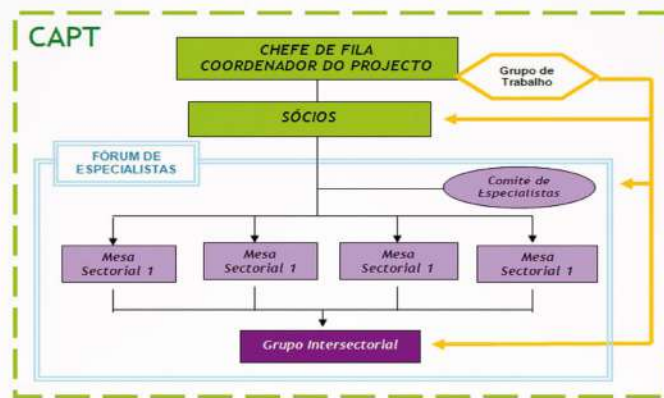 CAPT
CHEFE DE FILA
COORDENADOR DO PROJECTO
Grupo de
Trabalho
SÓCIOS
FÓRUM DE
ESPECIALISTAS
Comite de
Especialistas
Mesa
Sectorial 1
Mesa
Sectorial 1
Mesa
Sectorial 1
Mesa
Sectorial 1
Grupo Intersectorial